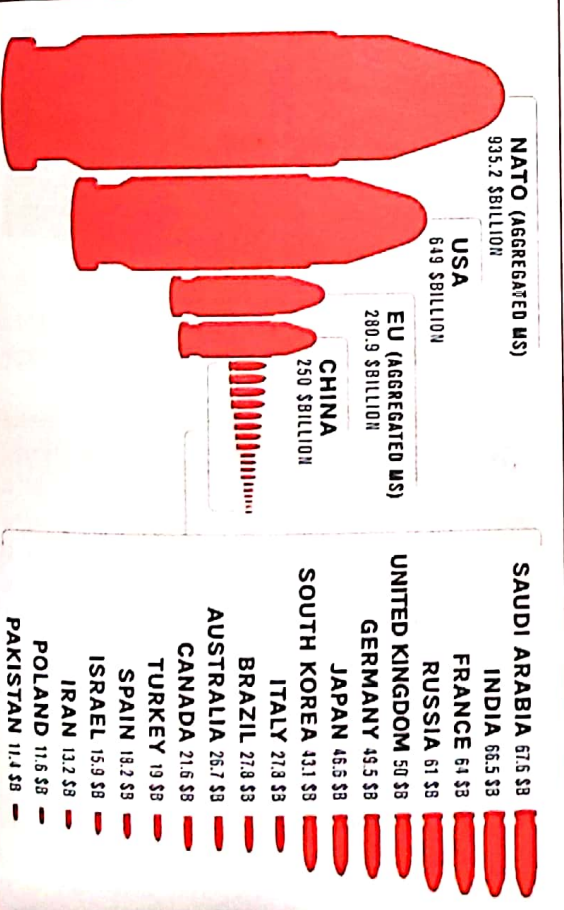 NATO (AGGREGATED MS)
935.2 $BILLION
USA
649 $BILLION
EU (AGGREGATED MS)
280.9 $BILLION
CHINA
250 $BILLION
SAUDI ARABIA 67.6 $B
INDIA 66.5 $B
FRANCE 64 $B
RUSSIA 61 $B
UNITED KINGDOM 50 $B
GERMANY 49.5 $B
JAPAN 46.6 $B
SOUTH KOREA 43.1 $B
ITALY 27.8 $B
BRAZIL 27.8 $B
AUSTRALIA 26.7 $B
CANADA 21.6 $B
TURKEY 19 $B
SPAIN 18.2 $B
ISRAEL 15.9 $B
IRAN 13.2 $B
POLAND 11.6 $B
PAKISTAN 11.4 $B